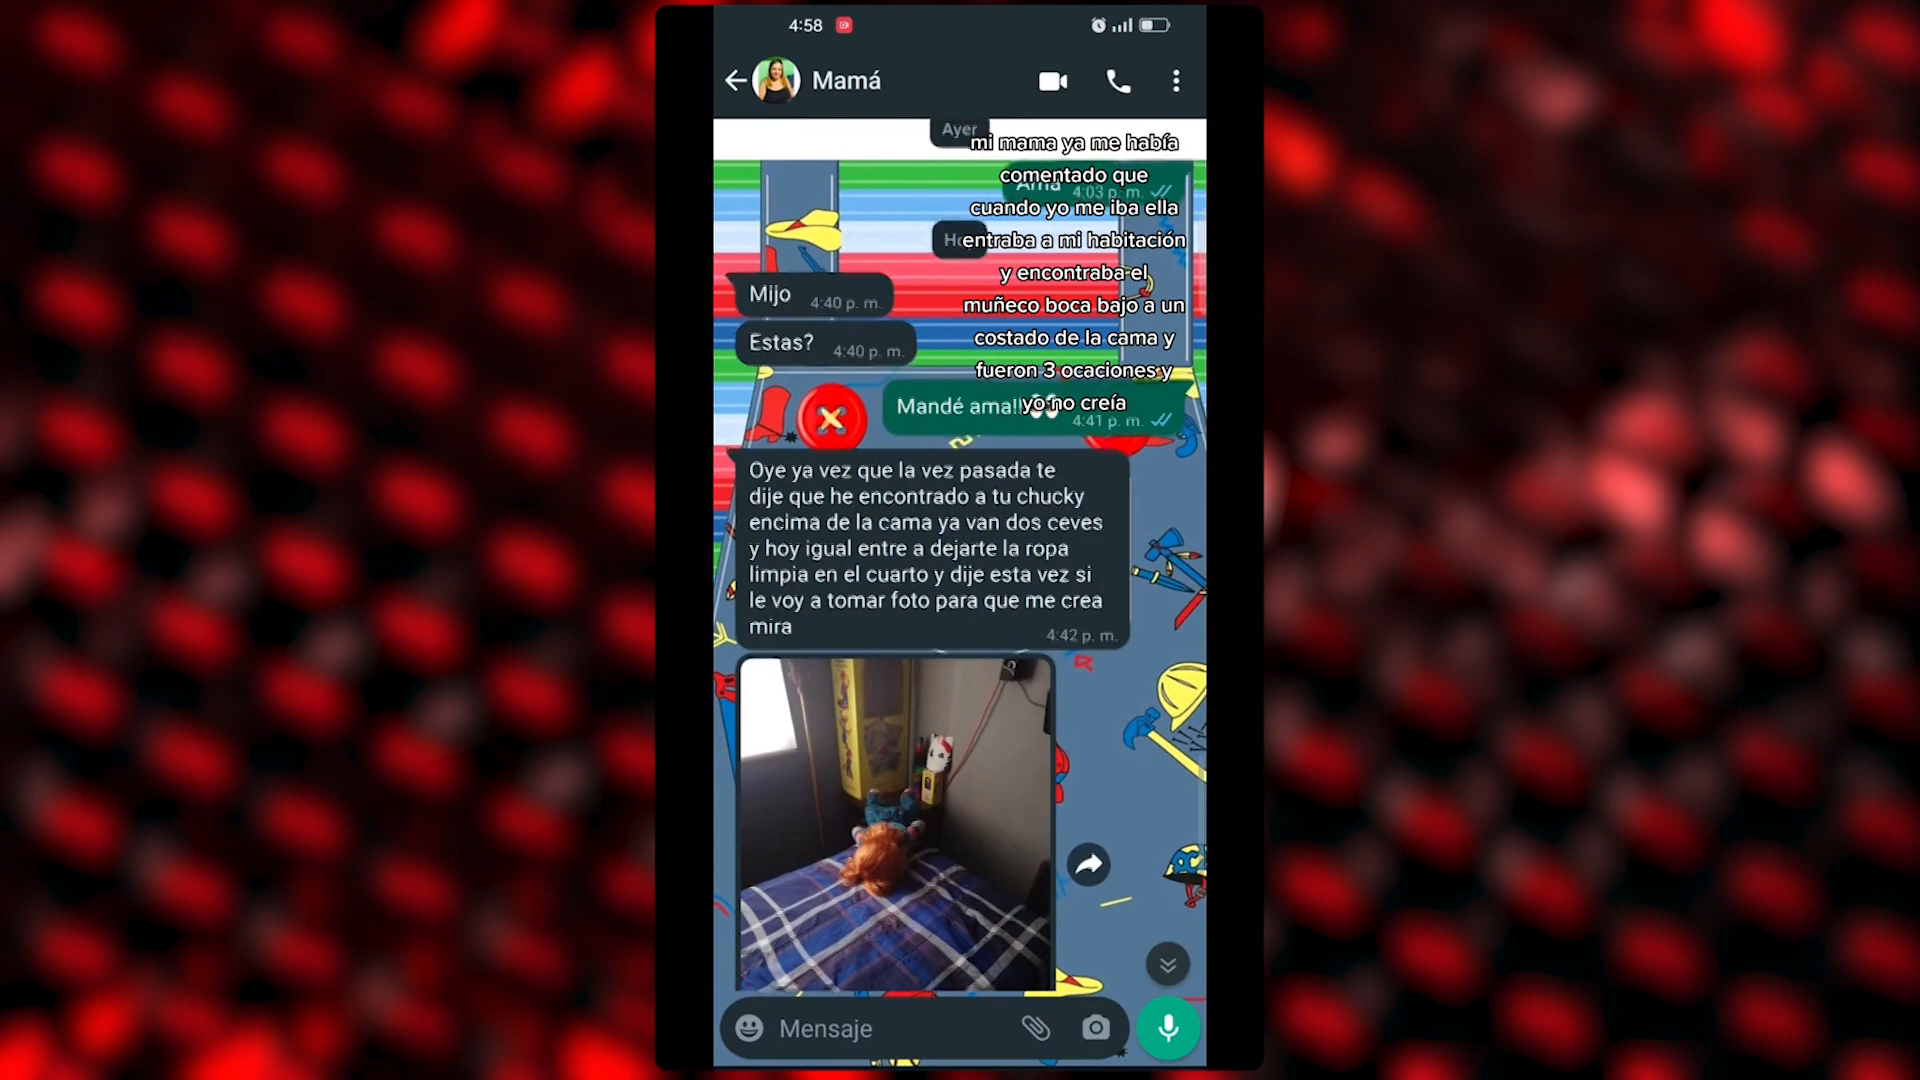 4:58
Mamá
Ayer
mi mama ya me había
comentado que
cuando yo me iba ella
entraba a mi habitación
y encontraba el
muñeco boca bajo a un
costado de la cama y
fueron 3 ocaciones y
yo no creía
Ama 4:03 p. m.
Mijo 4:40 p. m.
Estas? 4:40 p. m.
Mandé ama!! 4:41 p. m.
Oye ya vez que la vez pasada te
dije que he encontrado a tu chucky
encima de la cama ya van dos ceves
y hoy igual entre a dejarte la ropa
limpia en el cuarto y dije esta vez si
le voy a tomar foto para que me crea
mira
4:42 p. m.
Mensaje